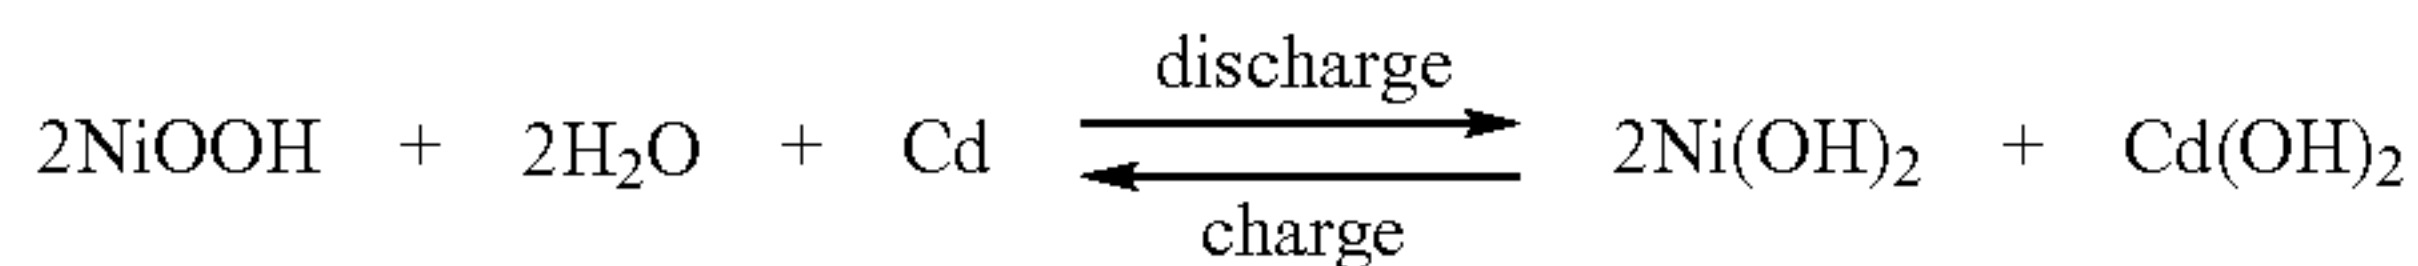 discharge
2NiOOH + 2H₂O + Cd ⇌ 2Ni(OH)₂ + Cd(OH)₂
charge